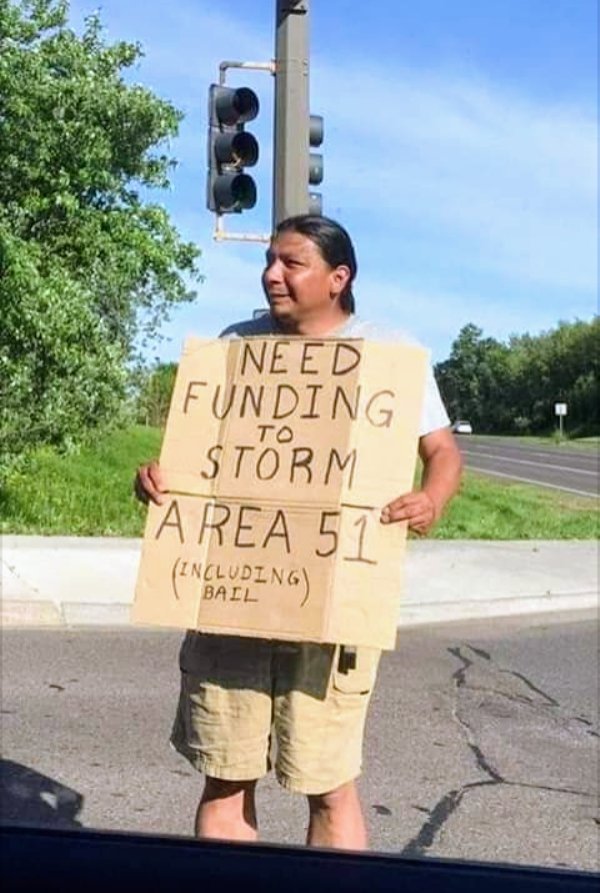 NEED
FUNDING
TO
STORM
AREA 51
(INCLUDING)
BAIL